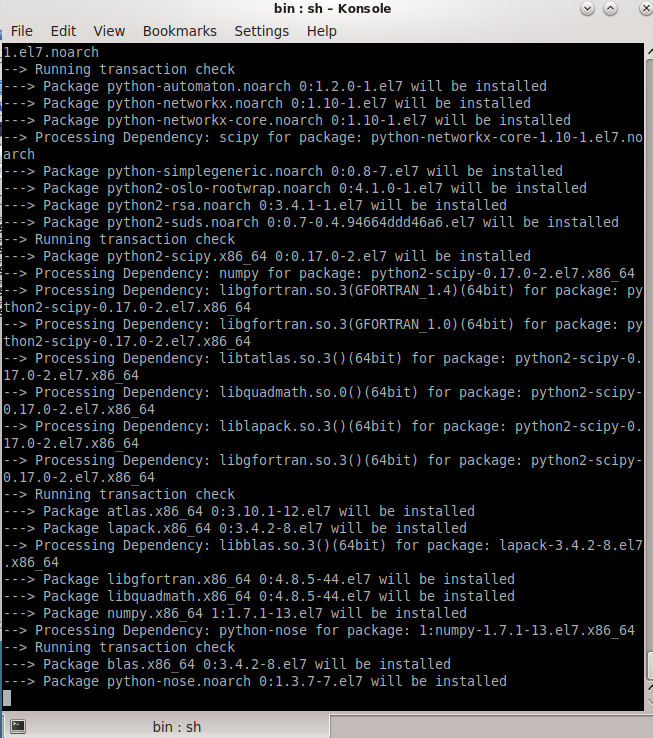 bin : sh – Konsole
File Edit View Bookmarks Settings Help
1.el7.noarch
--> Running transaction check
---> Package python-automaton.noarch 0:1.2.0-1.el7 will be installed
---> Package python-networkx.noarch 0:1.10-1.el7 will be installed
---> Package python-networkx-core.noarch 0:1.10-1.el7 will be installed
--> Processing Dependency: scipy for package: python-networkx-core-1.10-1.el7.no
arch
---> Package python-simplegeneric.noarch 0:0.8-7.el7 will be installed
---> Package python2-oslo-rootwrap.noarch 0:4.1.0-1.el7 will be installed
---> Package python2-rsa.noarch 0:3.4.1-1.el7 will be installed
---> Package python2-suds.noarch 0:0.7-0.4.94664ddd46a6.el7 will be installed
--> Running transaction check
---> Package python2-scipy.x86_64 0:0.17.0-2.el7 will be installed
--> Processing Dependency: numpy for package: python2-scipy-0.17.0-2.el7.x86_64
--> Processing Dependency: libgfortran.so.3(GFORTRAN_1.4)(64bit) for package: py
thon2-scipy-0.17.0-2.el7.x86_64
--> Processing Dependency: libgfortran.so.3(GFORTRAN_1.0)(64bit) for package: py
thon2-scipy-0.17.0-2.el7.x86_64
--> Processing Dependency: libtatlas.so.3()(64bit) for package: python2-scipy-0.
17.0-2.el7.x86_64
--> Processing Dependency: libquadmath.so.0()(64bit) for package: python2-scipy-
0.17.0-2.el7.x86_64
--> Processing Dependency: liblapack.so.3()(64bit) for package: python2-scipy-0.
17.0-2.el7.x86_64
--> Processing Dependency: libgfortran.so.3()(64bit) for package: python2-scipy-
0.17.0-2.el7.x86_64
--> Running transaction check
---> Package atlas.x86_64 0:3.10.1-12.el7 will be installed
---> Package lapack.x86_64 0:3.4.2-8.el7 will be installed
--> Processing Dependency: libblas.so.3()(64bit) for package: lapack-3.4.2-8.el7
.x86_64
---> Package libgfortran.x86_64 0:4.8.5-44.el7 will be installed
---> Package libquadmath.x86_64 0:4.8.5-44.el7 will be installed
---> Package numpy.x86_64 1:1.7.1-13.el7 will be installed
--> Processing Dependency: python-nose for package: 1:numpy-1.7.1-13.el7.x86_64
--> Running transaction check
---> Package blas.x86_64 0:3.4.2-8.el7 will be installed
---> Package python-nose.noarch 0:1.3.7-7.el7 will be installed
bin : sh